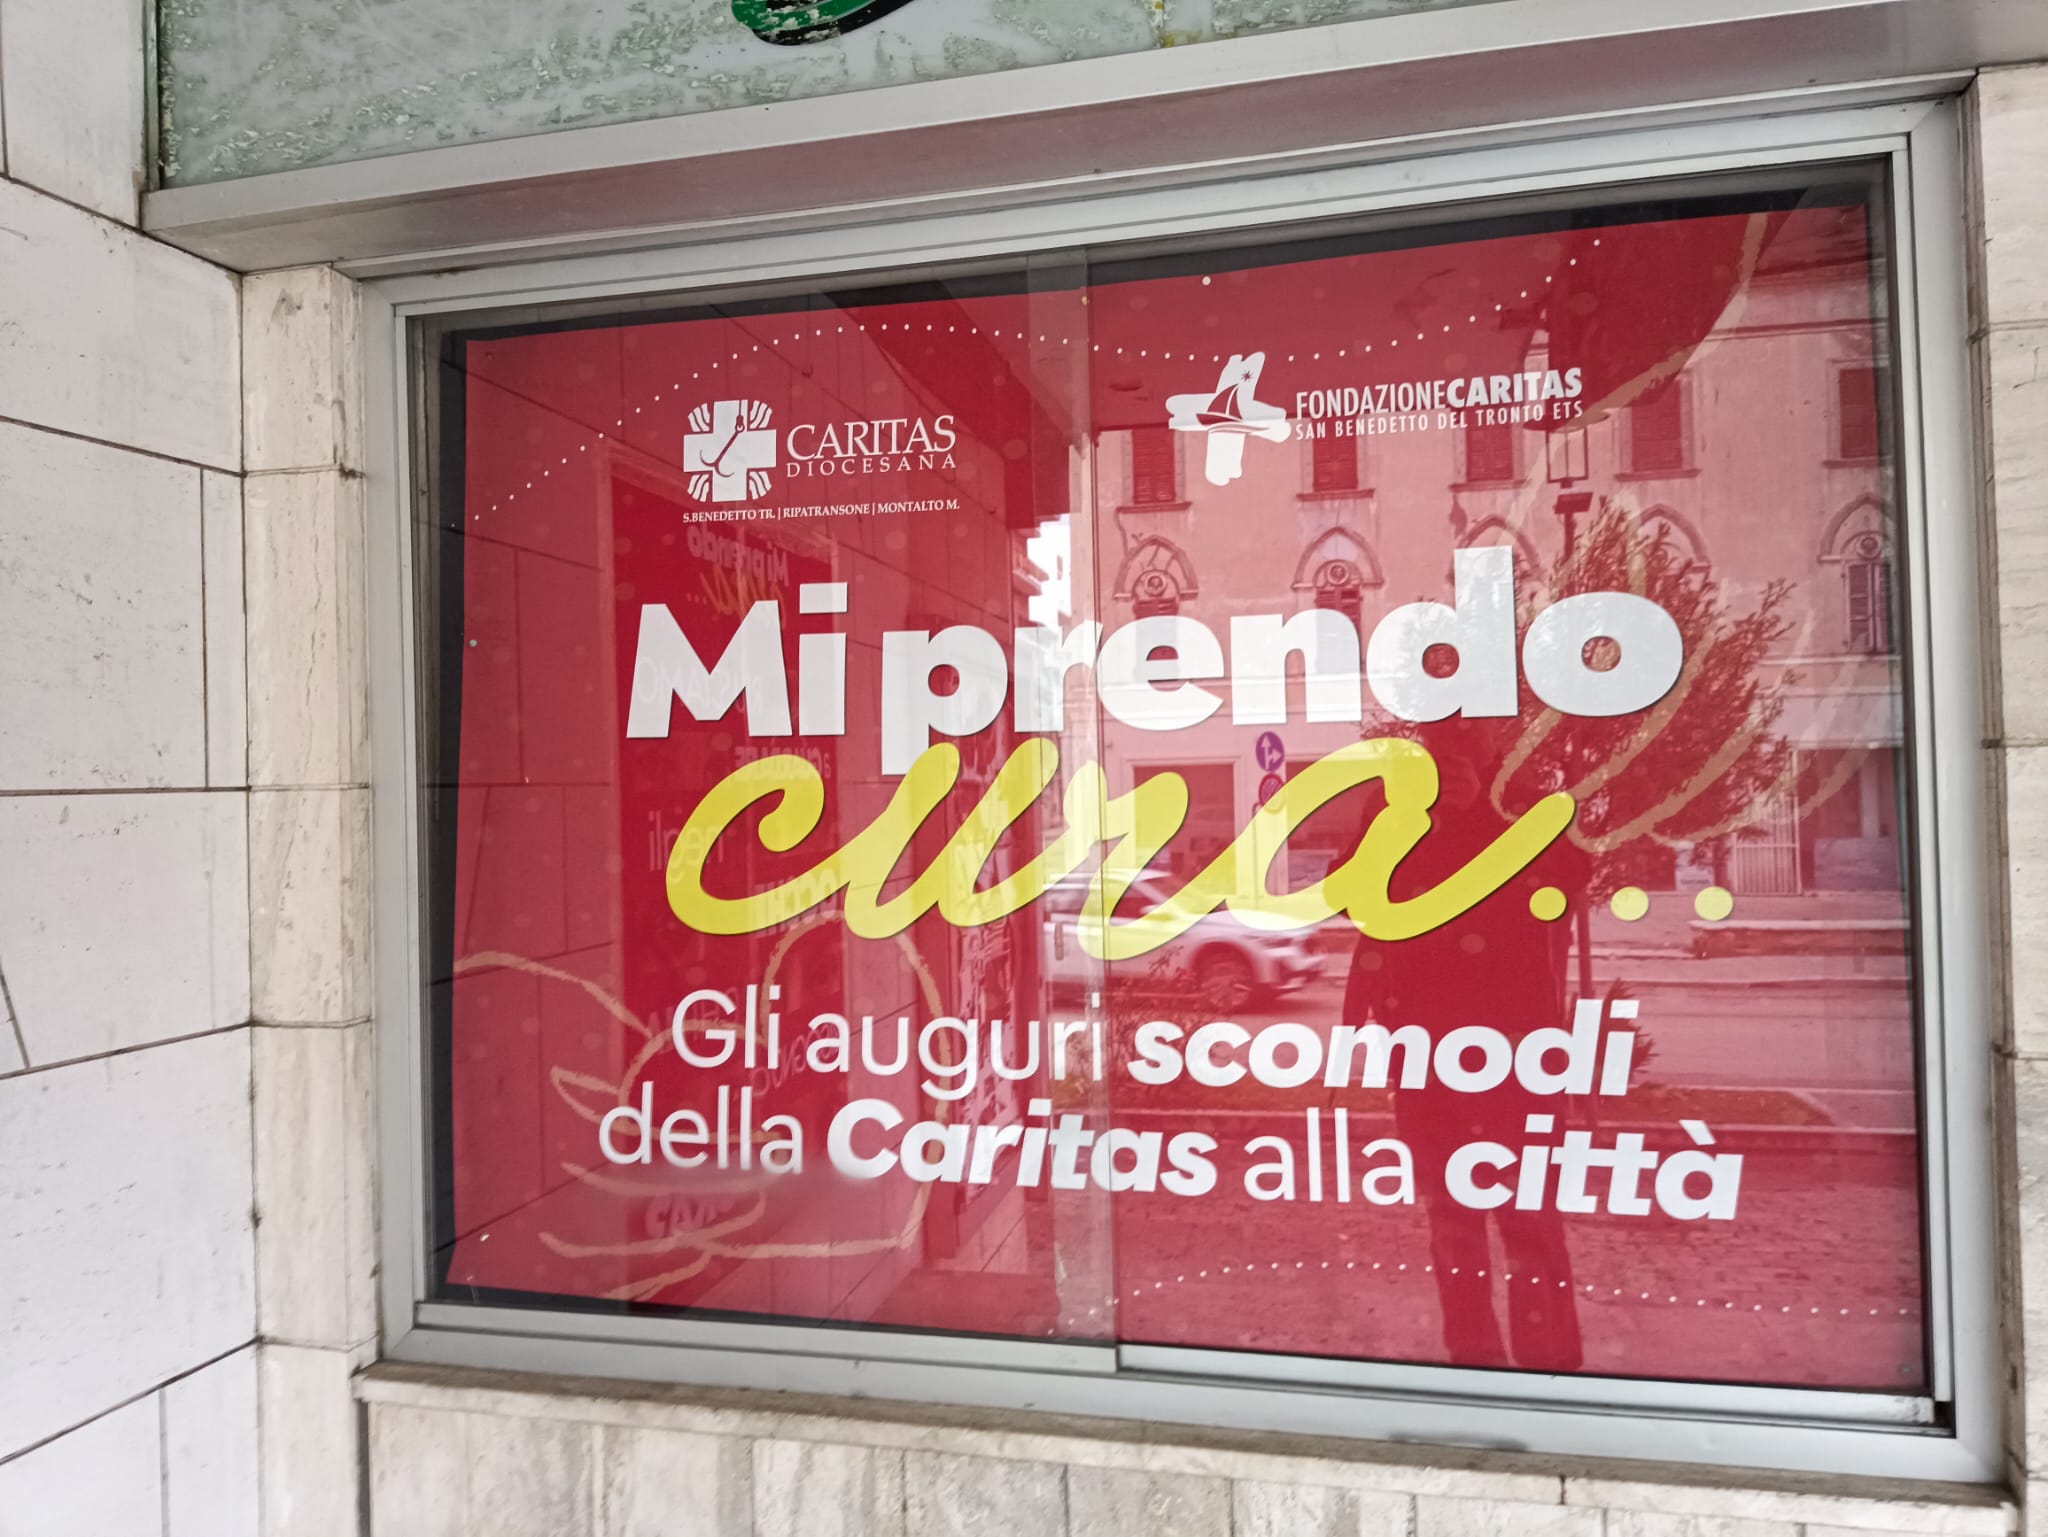 CARITAS
DIOCESANA
S.BENEDETTO TR. | RIPATRANSONE | MONTALTO M.
FONDAZIONECARITAS
SAN BENEDETTO DEL TRONTO ETS
Mi prendo
cura...
Gli auguri scomodi
della Caritas alla città